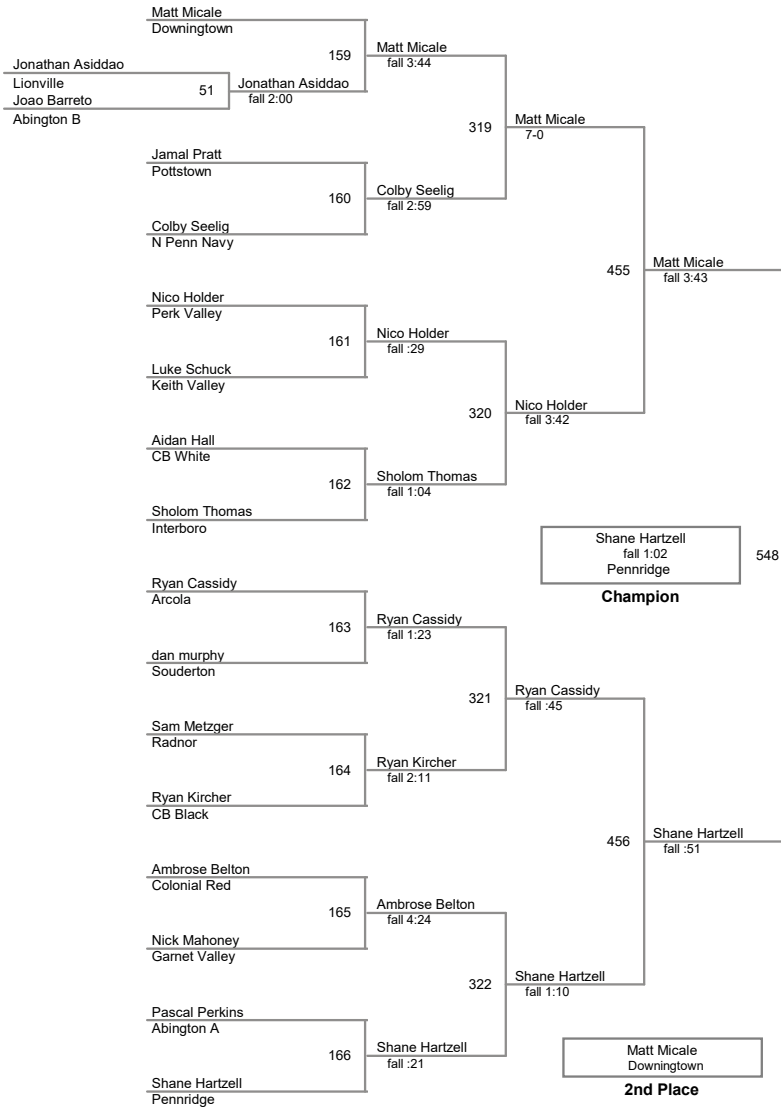 Matt Micale
Downingtown
159
Matt Micale
fall 3:44
Jonathan Asiddao
Lionville
51
Jonathan Asiddao
fall 2:00
Joao Barreto
Abington B
319
Matt Micale
7-0
Jamal Pratt
Pottstown
160
Colby Seelig
fall 2:59
Colby Seelig
N Penn Navy
455
Matt Micale
fall 3:43
Nico Holder
Perk Valley
161
Nico Holder
fall :29
Luke Schuck
Keith Valley
320
Nico Holder
fall 3:42
Aidan Hall
CB White
162
Sholom Thomas
fall 1:04
Sholom Thomas
Interboro
Shane Hartzell
fall 1:02
Pennridge
548
Champion
Ryan Cassidy
Arcola
163
Ryan Cassidy
fall 1:23
dan murphy
Souderton
321
Ryan Cassidy
fall :45
Sam Metzger
Radnor
164
Ryan Kircher
fall 2:11
Ryan Kircher
CB Black
456
Shane Hartzell
fall :51
Ambrose Belton
Colonial Red
165
Ambrose Belton
fall 4:24
Nick Mahoney
Garnet Valley
322
Shane Hartzell
fall 1:10
Pascal Perkins
Abington A
166
Shane Hartzell
fall :21
Shane Hartzell
Pennridge
Matt Micale
Downingtown
2nd Place